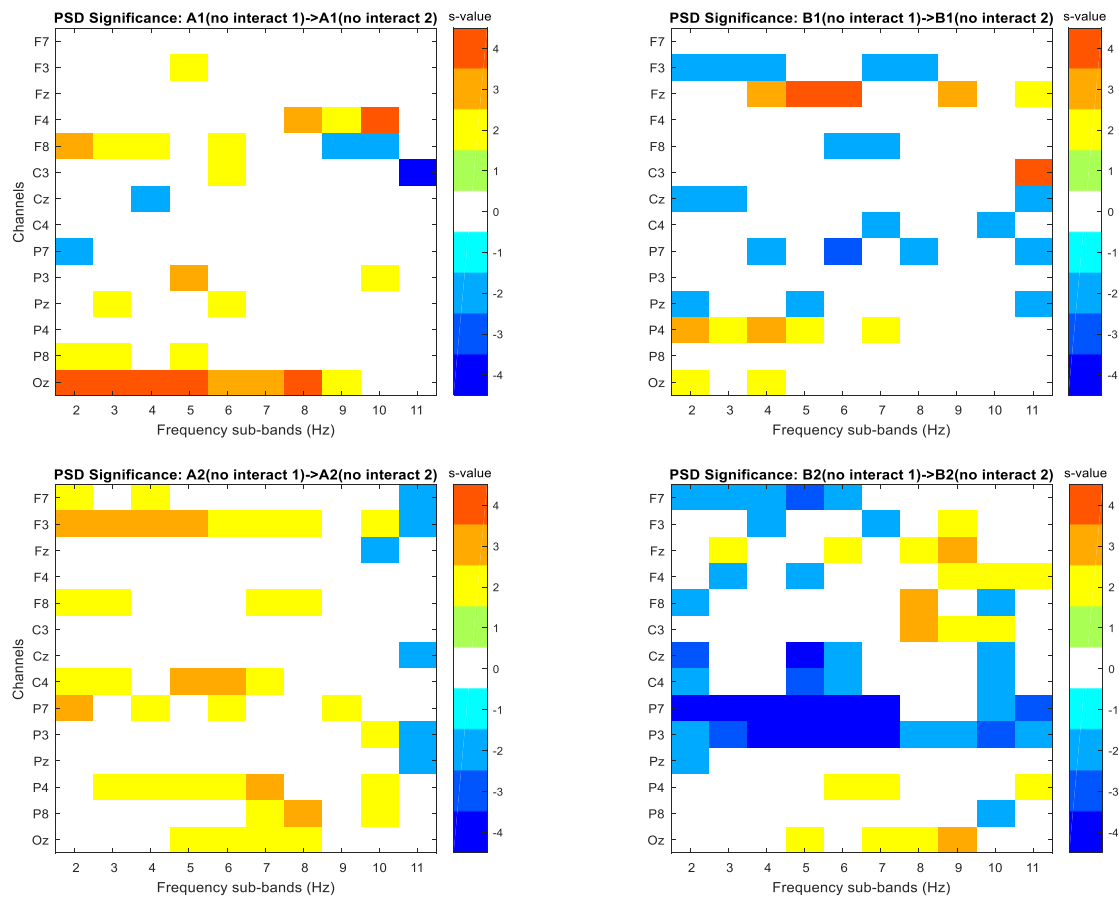 PSD Significance: A1(no interact 1)->A1(no interact 2)
s-value
Channels
F7
F3
Fz
F4
F8
C3
Cz
C4
P7
P3
Pz
P4
P8
Oz
2 3 4 5 6 7 8 9 10 11
Frequency sub-bands (Hz)
4
3
2
1
0
-1
-2
-3
-4
PSD Significance: B1(no interact 1)->B1(no interact 2)
s-value
F7
F3
Fz
F4
F8
C3
Cz
C4
P7
P3
Pz
P4
P8
Oz
2 3 4 5 6 7 8 9 10 11
Frequency sub-bands (Hz)
4
3
2
1
0
-1
-2
-3
-4
PSD Significance: A2(no interact 1)->A2(no interact 2)
s-value
Channels
F7
F3
Fz
F4
F8
C3
Cz
C4
P7
P3
Pz
P4
P8
Oz
2 3 4 5 6 7 8 9 10 11
Frequency sub-bands (Hz)
4
3
2
1
0
-1
-2
-3
-4
PSD Significance: B2(no interact 1)->B2(no interact 2)
s-value
F7
F3
Fz
F4
F8
C3
Cz
C4
P7
P3
Pz
P4
P8
Oz
2 3 4 5 6 7 8 9 10 11
Frequency sub-bands (Hz)
4
3
2
1
0
-1
-2
-3
-4